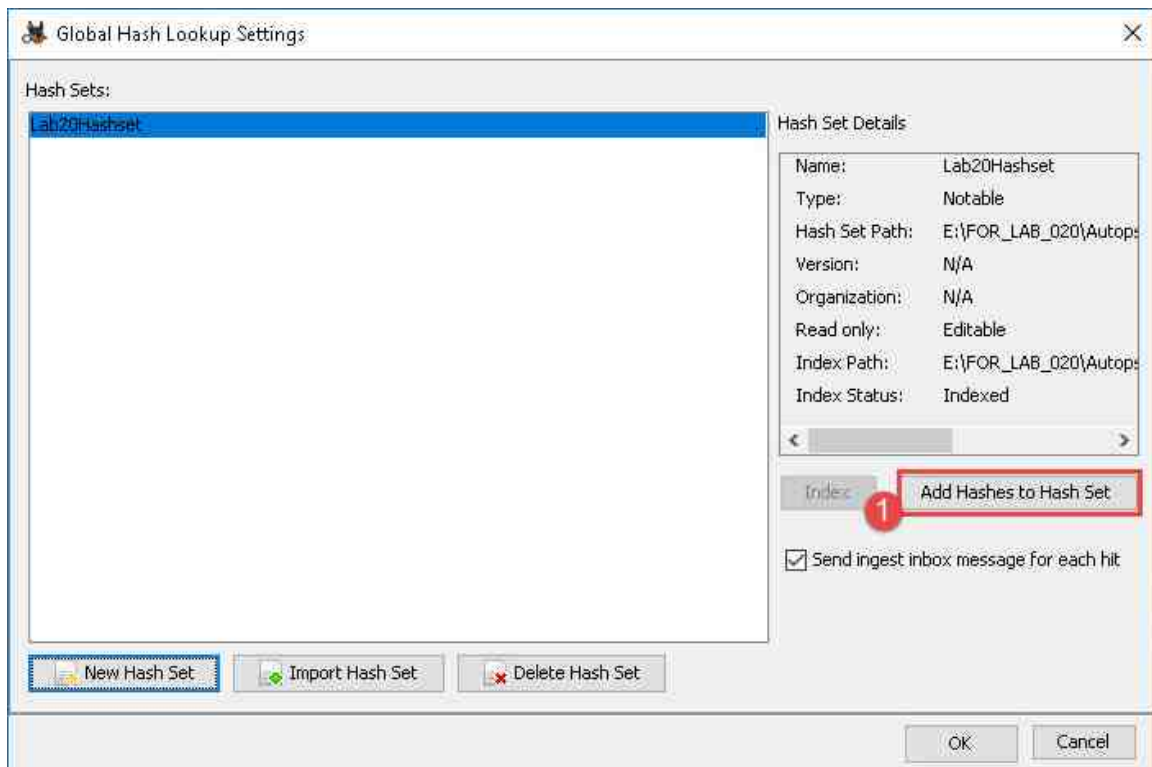 Global Hash Lookup Settings
Hash Sets:
Lab20Hashset
Hash Set Details
Name: Lab20Hashset
Type: Notable
Hash Set Path: E:\FOR_LAB_020\Autops
Version: N/A
Organization: N/A
Read only: Editable
Index Path: E:\FOR_LAB_020\Autops
Index Status: Indexed
Index
1
Add Hashes to Hash Set
Send ingest inbox message for each hit
New Hash Set
Import Hash Set
Delete Hash Set
OK
Cancel